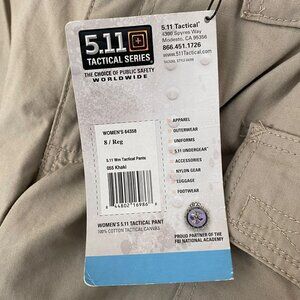 5.11
TACTICAL SERIES
THE CHOICE OF PUBLIC SAFETY
WORLDWIDE
5.11 Tactical
4300 Spyres Way
Modesto, CA 95356
866.451.1726
www.511Tactical.com
WOMEN'S 64358
8 / Reg
5.11 Wm Tactical Pants
055 Khaki
44802 16986
APPAREL
OUTERWEAR
UNIFORMS
5.11 UNDERGEAR
ACCESSORIES
NYLON GEAR
LUGGAGE
FOOTWEAR
WOMEN'S 5.11 TACTICAL PANT
100% COTTON TACTICAL CANVAS
PROUD PARTNER OF THE
FBI NATIONAL ACADEMY